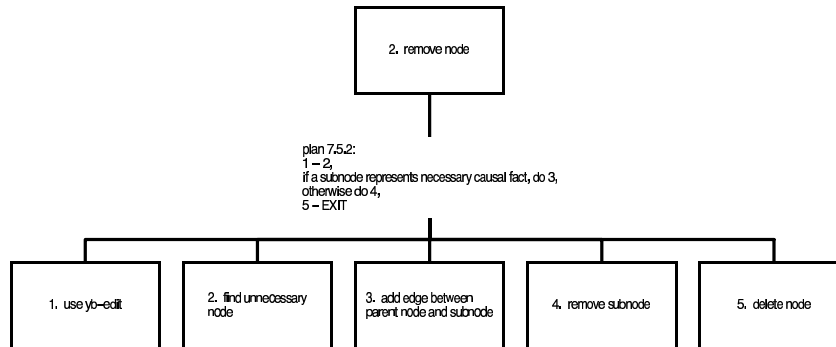 2. remove node
plan 7.5.2:
1 – 2,
if a subnode represents necessary causal fact, do 3,
otherwise do 4,
5 – EXIT
1. use yb–edit
2. find unnecessary
node
3. add edge between
parent node and subnode
4. remove subnode
5. delete node